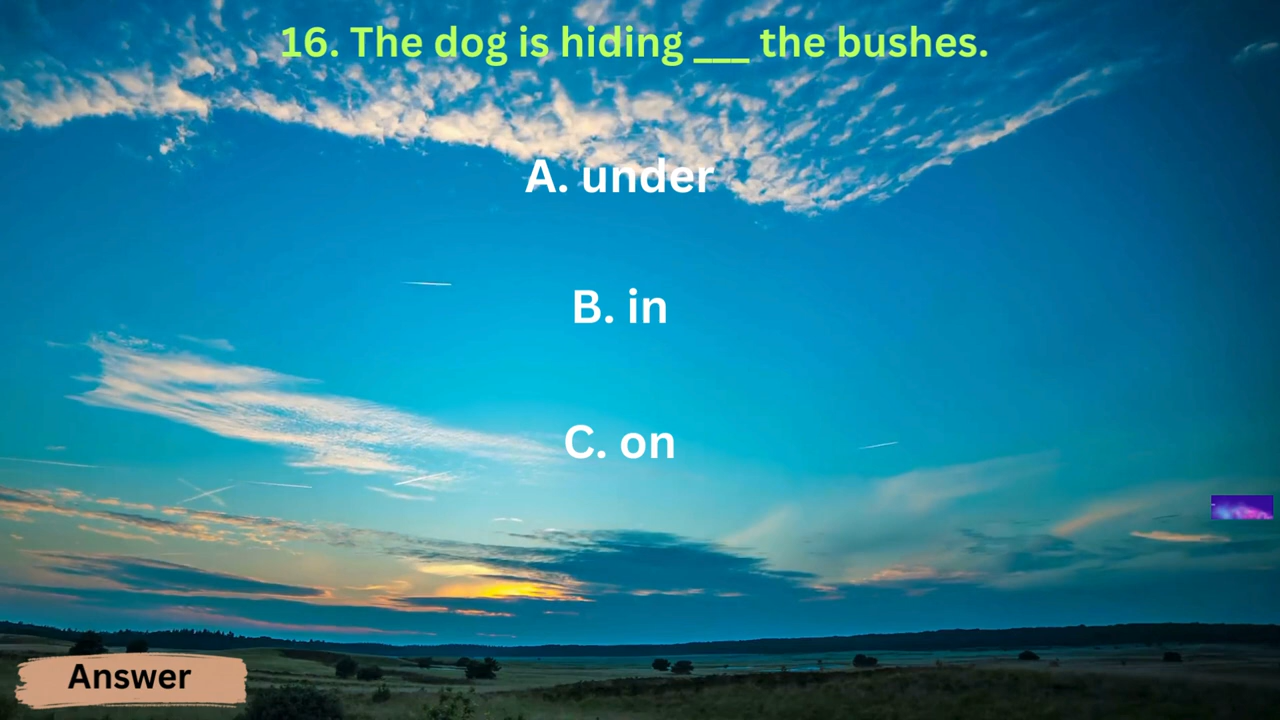 16. The dog is hiding ___ the bushes.
A. under
B. in
C. on
Answer